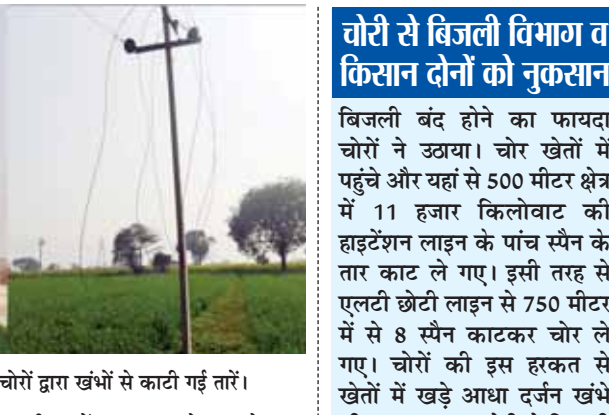 चोरों द्वारा खंभों से काटी गई तारें।
चोरी से बिजली विभाग व
किसान दोनों को नुकसान
बिजली बंद होने का फायदा
चोरों ने उठाया। चोर खेतों में
पहुंचे और यहां से 500 मीटर क्षेत्र
में 11 हजार किलोवाट की
हाइटेंशन लाइन के पांच स्पैन के
तार काट ले गए। इसी तरह से
एलटी छोटी लाइन से 750 मीटर
में से 8 स्पैन काटकर चोर ले
गए। चोरों की इस हरकत से
खेतों में खड़े आधा दर्जन खंभे